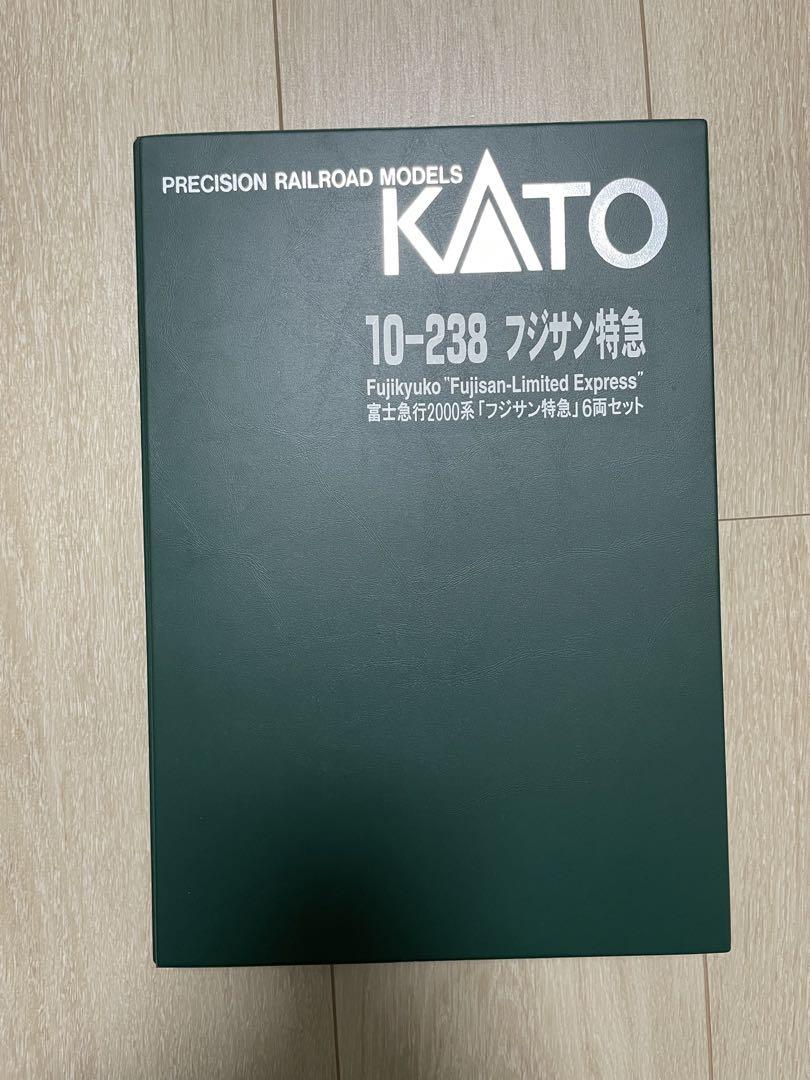 PRECISION RAILROAD MODELS
KATO
10-238 フジサン特急
Fujikyuko "Fujisan-Limited Express"
富士急行2000系「フジサン特急」6両セット